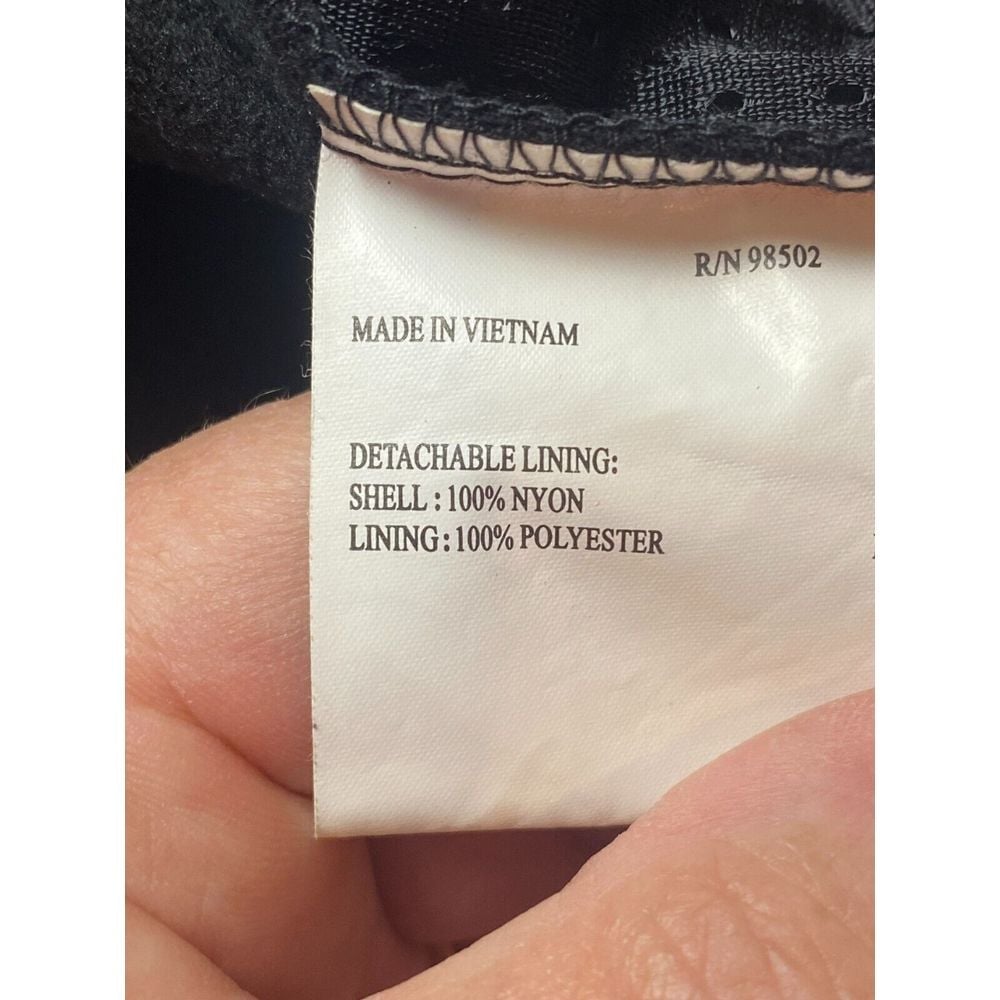 R/N 98502
MADE IN VIETNAM
DETACHABLE LINING:
SHELL : 100% NYON
LINING : 100% POLYESTER